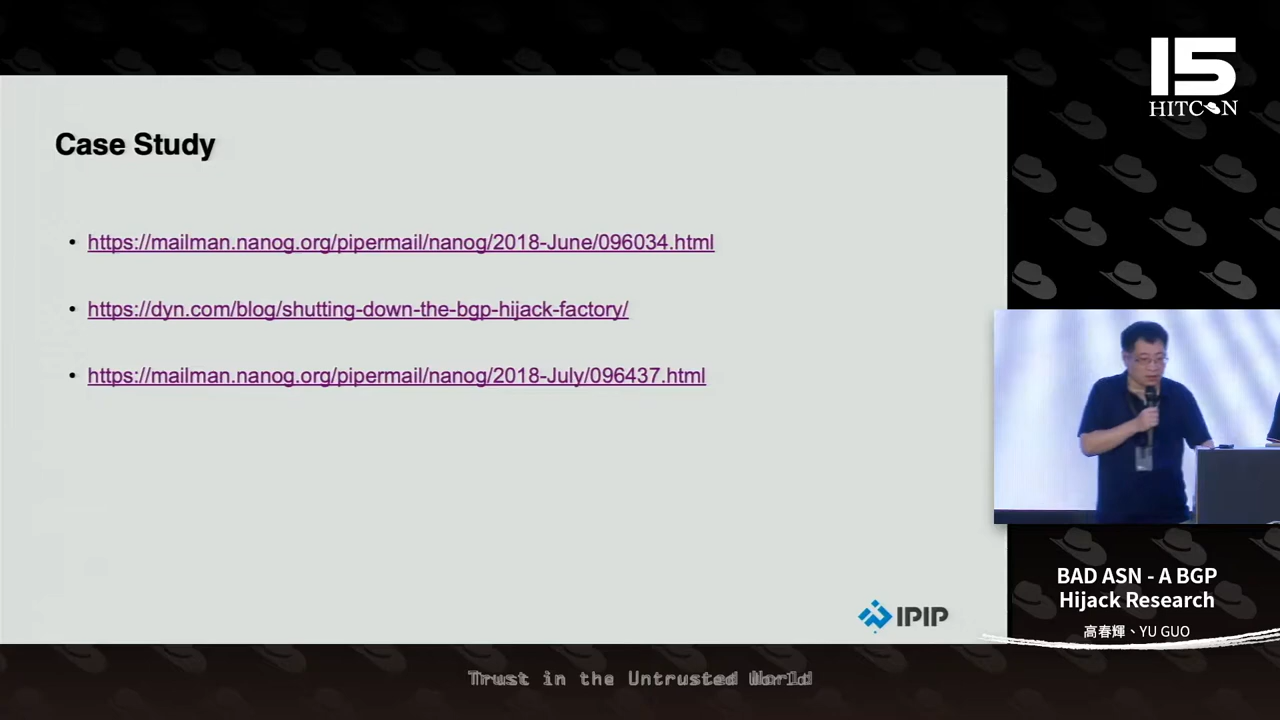 15
HITCON
Case Study
• https://mailman.nanog.org/pipermail/nanog/2018-June/096034.html
• https://dyn.com/blog/shutting-down-the-bgp-hijack-factory/
• https://mailman.nanog.org/pipermail/nanog/2018-July/096437.html
IPIP
BAD ASN - A BGP
Hijack Research
高春輝、YU GUO
Trust in the Untrusted World